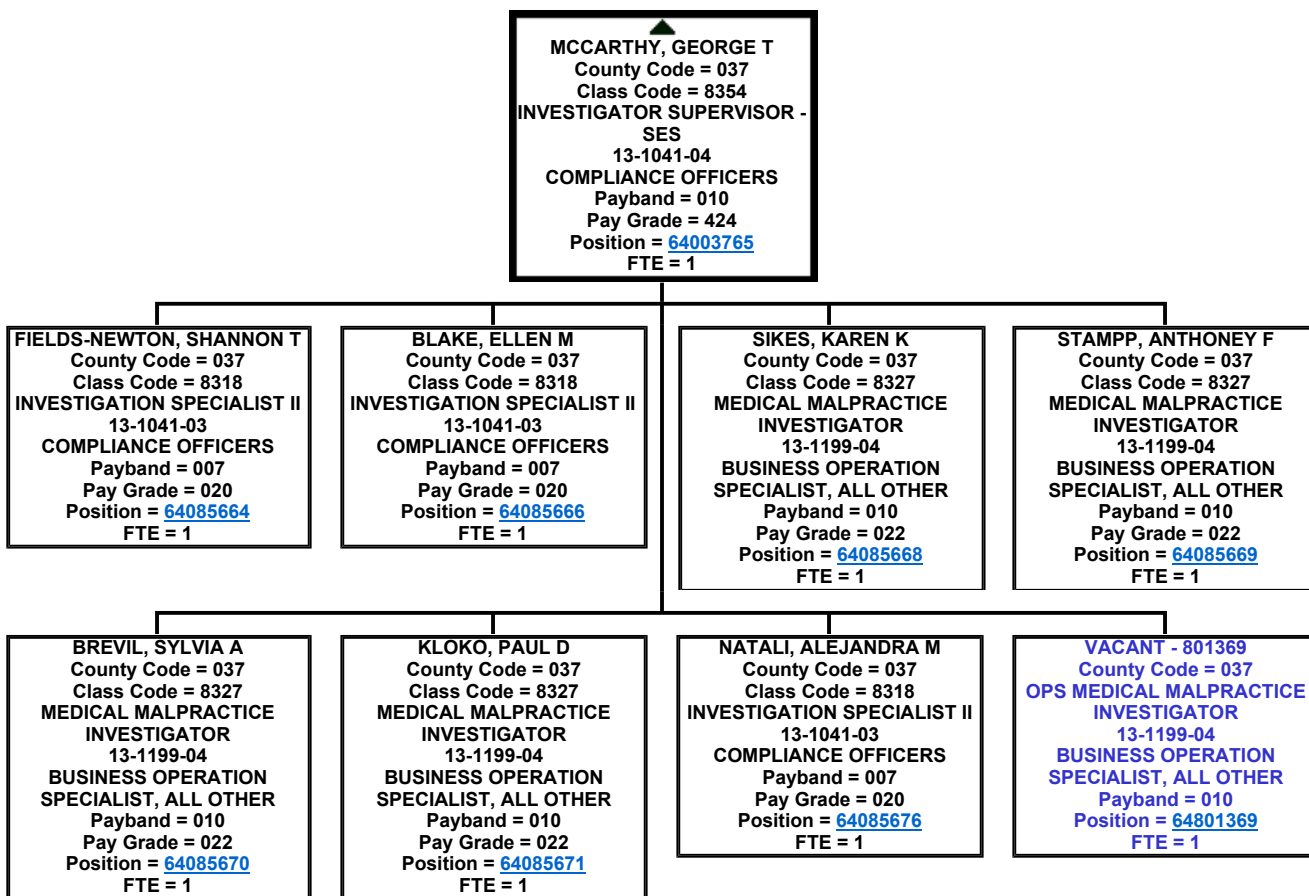 MCCARTHY, GEORGE T
County Code = 037
Class Code = 8354
INVESTIGATOR SUPERVISOR -
SES
13-1041-04
COMPLIANCE OFFICERS
Payband = 010
Pay Grade = 424
Position = 64003765
FTE = 1
FIELDS-NEWTON, SHANNON T
County Code = 037
Class Code = 8318
INVESTIGATION SPECIALIST II
13-1041-03
COMPLIANCE OFFICERS
Payband = 007
Pay Grade = 020
Position = 64085664
FTE = 1
BLAKE, ELLEN M
County Code = 037
Class Code = 8318
INVESTIGATION SPECIALIST II
13-1041-03
COMPLIANCE OFFICERS
Payband = 007
Pay Grade = 020
Position = 64085666
FTE = 1
SIKES, KAREN K
County Code = 037
Class Code = 8327
MEDICAL MALPRACTICE
INVESTIGATOR
13-1199-04
BUSINESS OPERATION
SPECIALIST, ALL OTHER
Payband = 010
Pay Grade = 022
Position = 64085668
FTE = 1
STAMPP, ANTHONEY F
County Code = 037
Class Code = 8327
MEDICAL MALPRACTICE
INVESTIGATOR
13-1199-04
BUSINESS OPERATION
SPECIALIST, ALL OTHER
Payband = 010
Pay Grade = 022
Position = 64085669
FTE = 1
BREVIL, SYLVIA A
County Code = 037
Class Code = 8327
MEDICAL MALPRACTICE
INVESTIGATOR
13-1199-04
BUSINESS OPERATION
SPECIALIST, ALL OTHER
Payband = 010
Pay Grade = 022
Position = 64085670
FTE = 1
KLOKO, PAUL D
County Code = 037
Class Code = 8327
MEDICAL MALPRACTICE
INVESTIGATOR
13-1199-04
BUSINESS OPERATION
SPECIALIST, ALL OTHER
Payband = 010
Pay Grade = 022
Position = 64085671
FTE = 1
NATALI, ALEJANDRA M
County Code = 037
Class Code = 8318
INVESTIGATION SPECIALIST II
13-1041-03
COMPLIANCE OFFICERS
Payband = 007
Pay Grade = 020
Position = 64085676
FTE = 1
VACANT - 801369
County Code = 037
OPS MEDICAL MALPRACTICE
INVESTIGATOR
13-1199-04
BUSINESS OPERATION
SPECIALIST, ALL OTHER
Payband = 010
Position = 64801369
FTE = 1